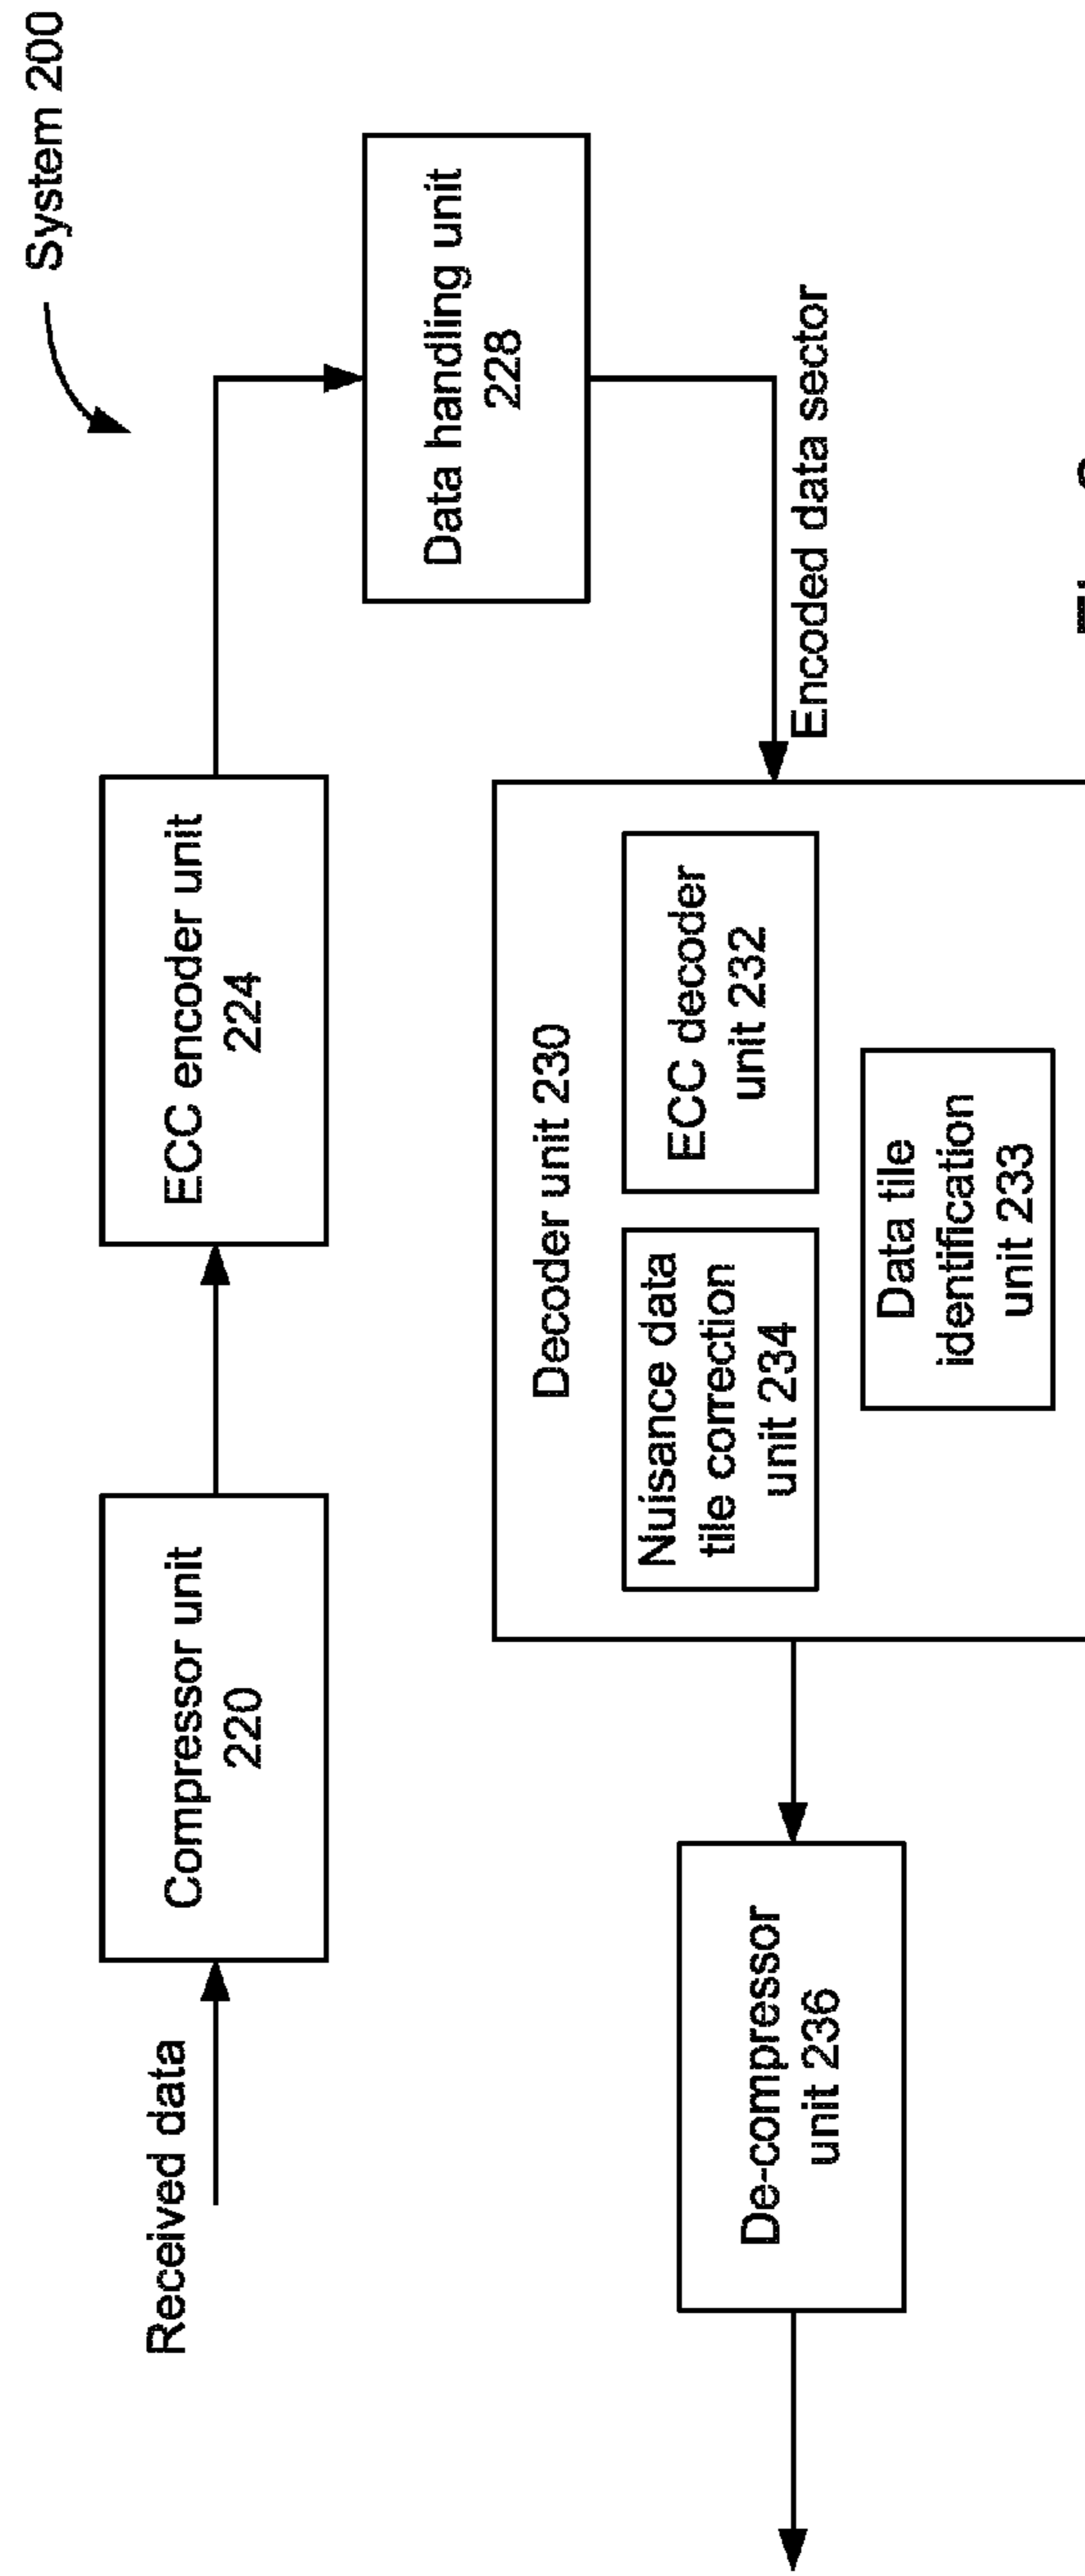 System 200
Received data
Compressor unit
220
ECC encoder unit
224
Data handling unit
228
Encoded data sector
Decoder unit 230
Nuisance data
tile correction
unit 234
ECC decoder
unit 232
Data tile
identification
unit 233
De-compressor
unit 236